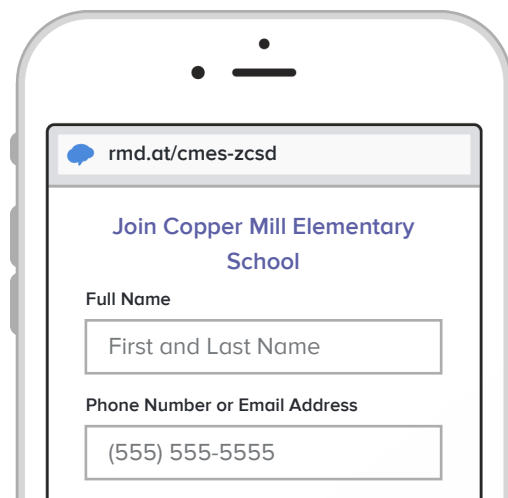 rmd.at/cmes-zcsd
Join Copper Mill Elementary
School
Full Name
First and Last Name
Phone Number or Email Address
(555) 555-5555